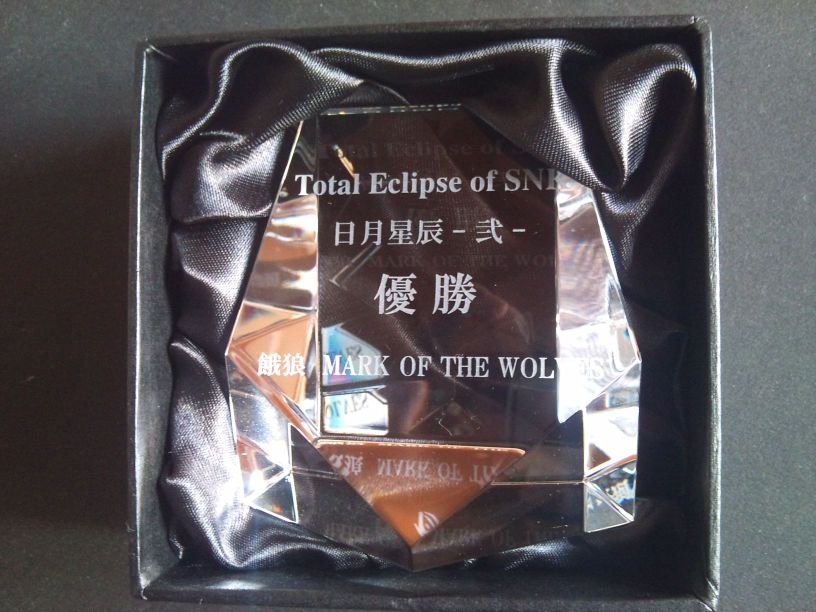 Total Eclipse of SNK
日月星辰 - 弐 -
優勝
餓狼 MARK OF THE WOLVES